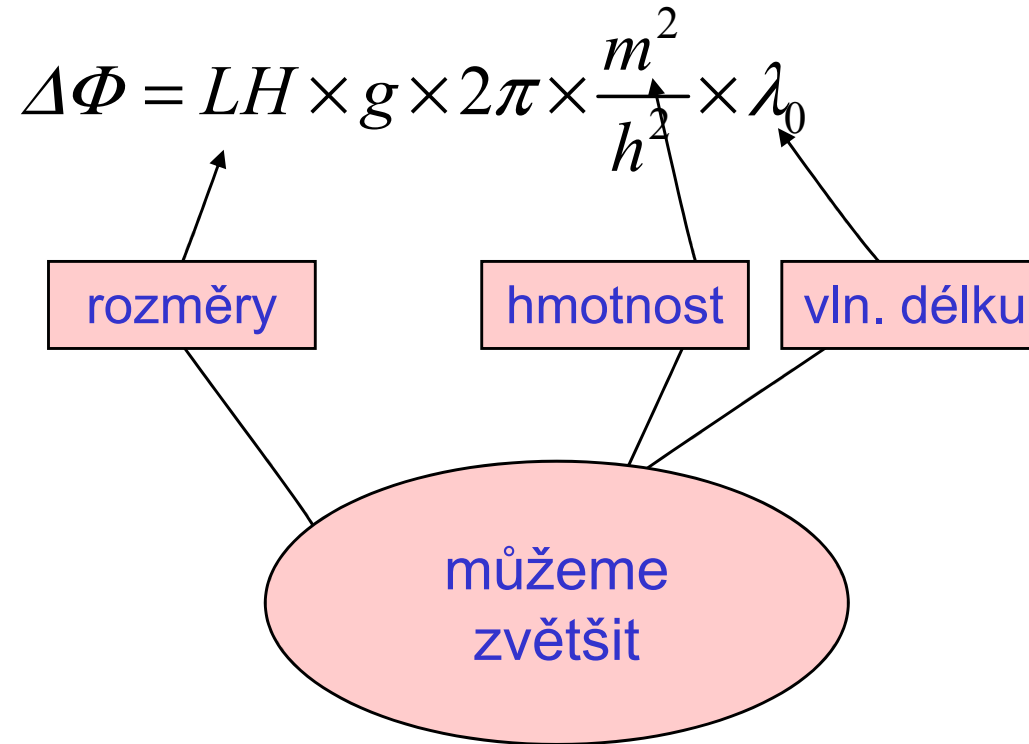 ΔΦ = LH × g × 2π × m²/h² × λ₀
rozměry
hmotnost
vln. délku
můžeme
zvětšit